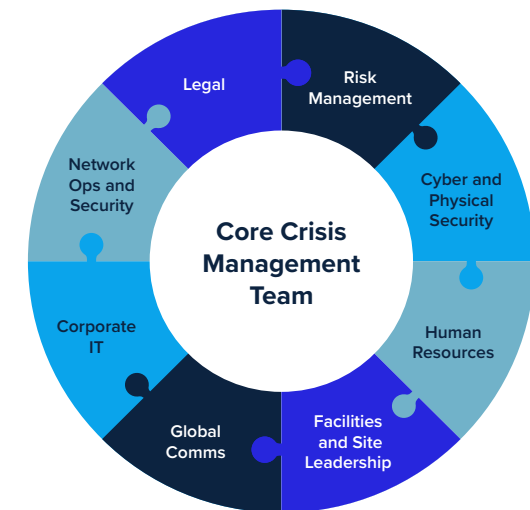 Legal
Risk
Management
Cyber and
Physical
Security
Human
Resources
Facilities
and Site
Leadership
Global
Comms
Corporate
IT
Network
Ops and
Security
Core Crisis
Management
Team